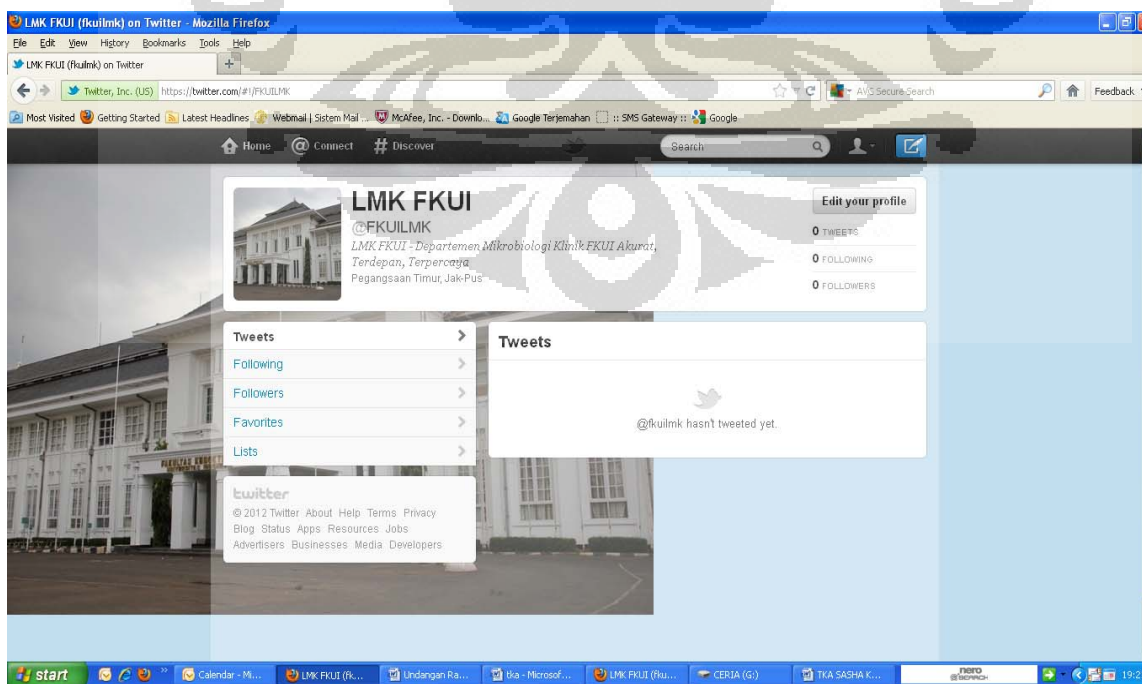 LMK FKUI (fkuilmk) on Twitter - Mozilla Firefox
File Edit View History Bookmarks Tools Help
LMK FKUI (fkuilmk) on Twitter
Twitter, Inc. (US) https://twitter.com/#!/FKUILMK
AVG Secure Search
Feedback
Most Visited Getting Started Latest Headlines Webmail | Sistem Mail ... McAfee, Inc. - Downlo... Google Terjemahan :: SMS Gateway :: Google
Home Connect Discover Search
LMK FKUI
@FKUILMK
LMK FKUI - Departemen Mikrobiologi Klinik FKUI Akurat,
Terdepan, Terpercaya
Pegangsaan Timur, Jak-Pus
Edit your profile
0 TWEETS
0 FOLLOWING
0 FOLLOWERS
Tweets
Following
Followers
Favorites
Lists
Tweets
@fkuilmk hasn't tweeted yet.
twitter
© 2012 Twitter About Help Terms Privacy
Blog Status Apps Resources Jobs
Advertisers Businesses Media Developers
start Calendar - Mi... LMK FKUI (fk... Undangan Ra... tka - Microsof... LMK FKUI (fku... CERIA (G:) TKA SASHA K... nero SEARCH